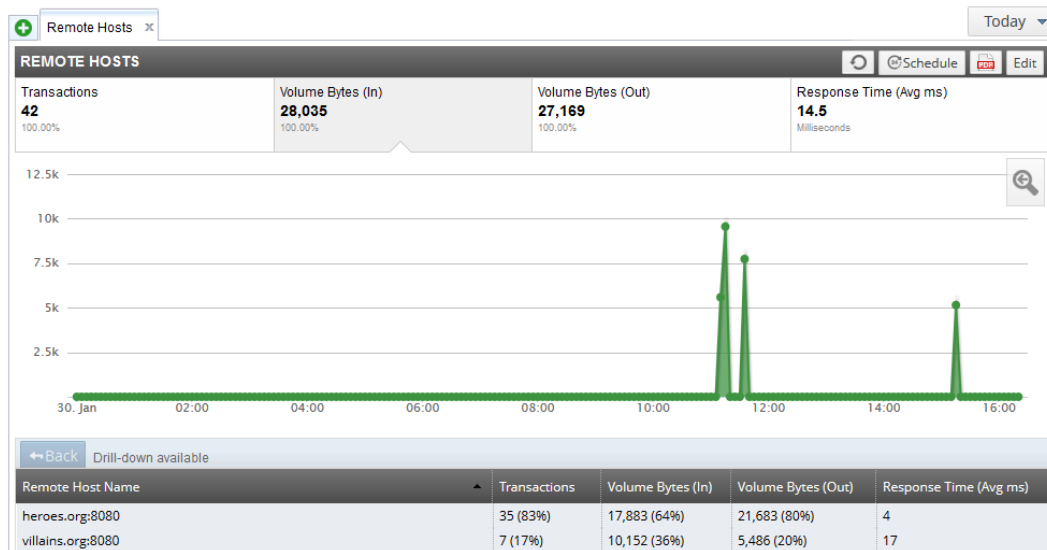 Remote Hosts x
Today
REMOTE HOSTS
Schedule
PDF
Edit
Transactions
42
100.00%
Volume Bytes (In)
28,035
100.00%
Volume Bytes (Out)
27,169
100.00%
Response Time (Avg ms)
14.5
Milliseconds
12.5k
10k
7.5k
5k
2.5k
30. Jan 02:00 04:00 06:00 08:00 10:00 12:00 14:00 16:00
Back Drill-down available
Remote Host Name Transactions Volume Bytes (In) Volume Bytes (Out) Response Time (Avg ms)
heroes.org:8080 35 (83%) 17,883 (64%) 21,683 (80%) 4
villains.org:8080 7 (17%) 10,152 (36%) 5,486 (20%) 17